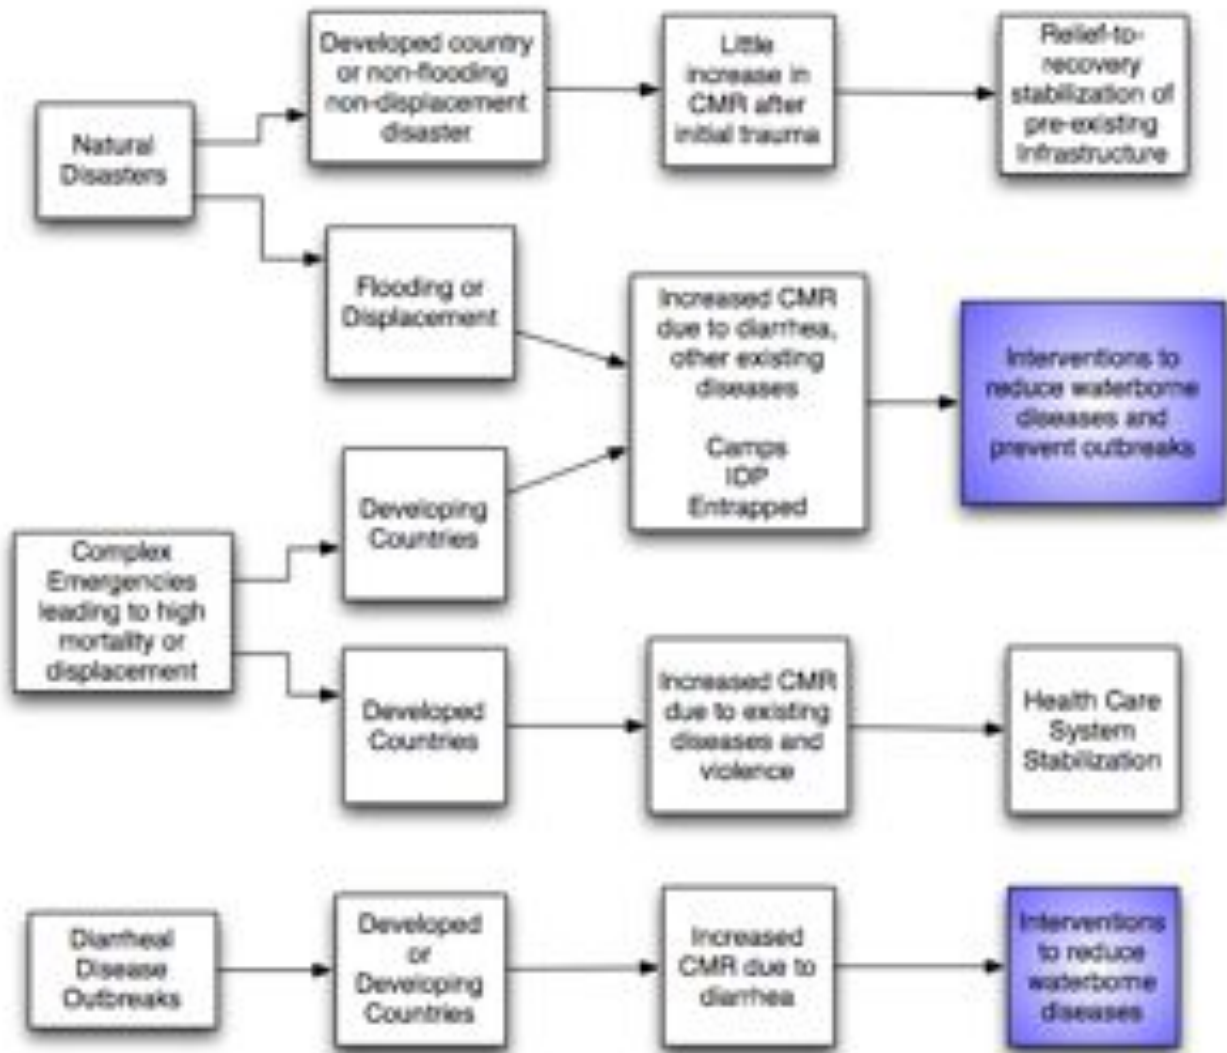 Natural
Disasters
Developed country
or non-flooding
non-displacement
disaster
Little
increase in
CMR after
initial trauma
Relief-to-
recovery
stabilization of
pre-existing
Infrastructure
Flooding or
Displacement
Increased CMR
due to diarrhea,
other existing
diseases
Camps
IDP
Entrapped
Interventions to
reduce waterborne
diseases and
prevent outbreaks
Complex
Emergencies
leading to high
mortality or
displacement
Developing
Countries
Developed
Countries
Increased CMR
due to existing
diseases and
violence
Health Care
System
Stabilization
Diarrheal
Disease
Outbreaks
Developed
or
Developing
Countries
Increased
CMR due to
diarrhea
Interventions
to reduce
waterborne
diseases